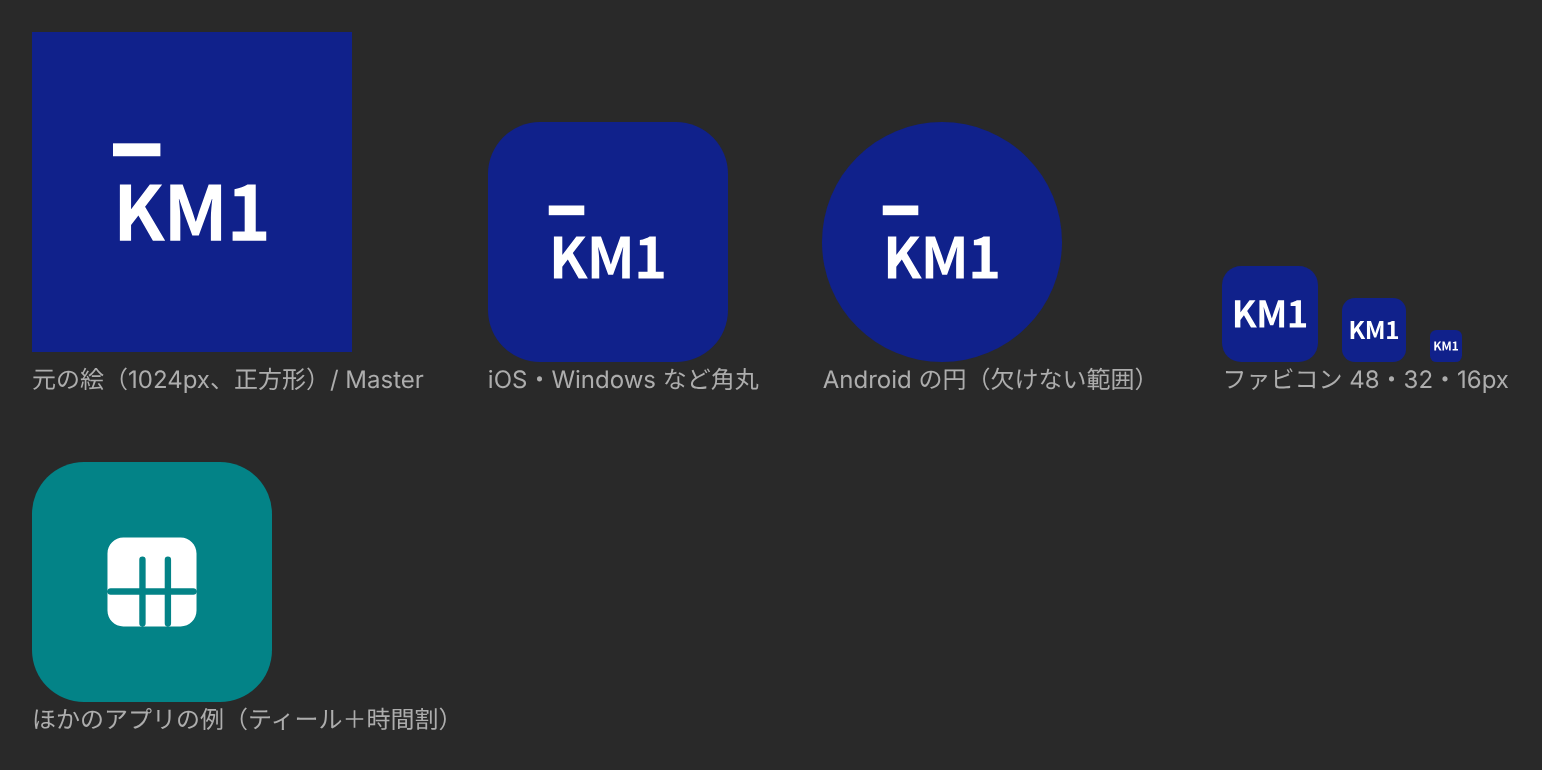 KM1
KM1
KM1
KM1
KM1
KM1
元の絵（1024px、正方形）/ Master
iOS・Windows など角丸
Android の円（欠けない範囲）
ファビコン 48・32・16px
ほかのアプリの例（ティール＋時間割）